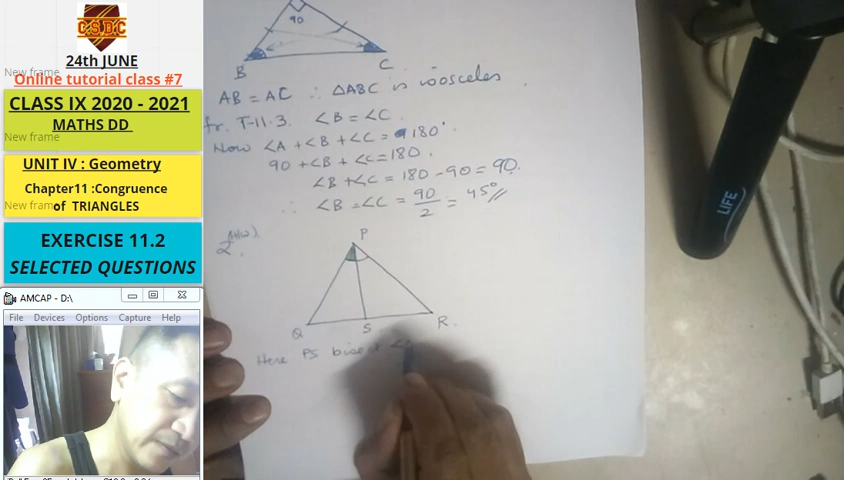 CSDC
24th JUNE
New frame
Online tutorial class #7
CLASS IX 2020 - 2021
MATHS DD
New frame
UNIT IV : Geometry
Chapter11 :Congruence
New fram of TRIANGLES
EXERCISE 11.2
SELECTED QUESTIONS
AMCAP - D:\
File Devices Options Capture Help
90
B C
AB = AC ∴ ΔABC is isosceles
fr. T-11.3. ∠B = ∠C
Now ∠A + ∠B + ∠C = 180°
90 + ∠B + ∠C = 180.
∠B + ∠C = 180 - 90 = 90.
∴ ∠B = ∠C = 90/2 = 45°//
2. (HW)
P
Q S R.
Here PS bisect ∠
LIFE